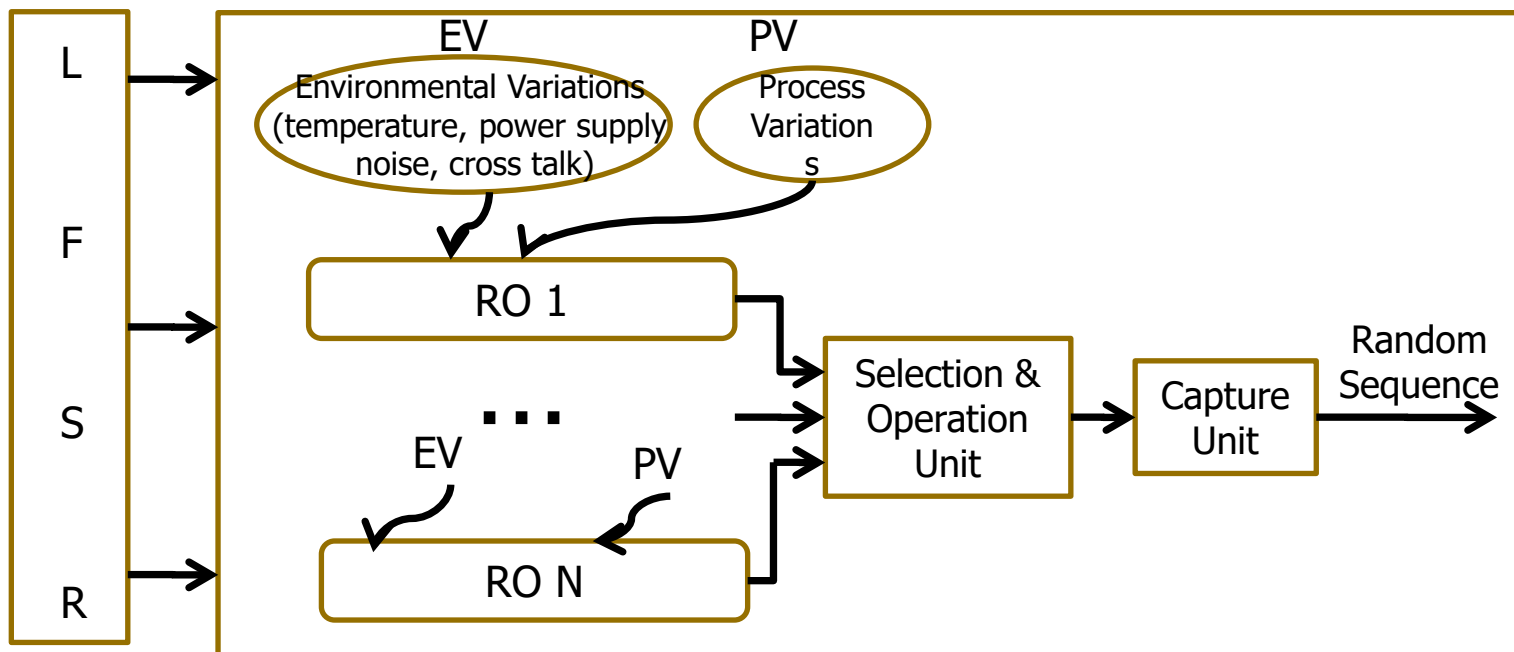 L
F
S
R
EV
PV
Environmental Variations
(temperature, power supply
noise, cross talk)
Process
Variation
s
RO 1
...
EV
PV
RO N
Selection &
Operation
Unit
Capture
Unit
Random
Sequence